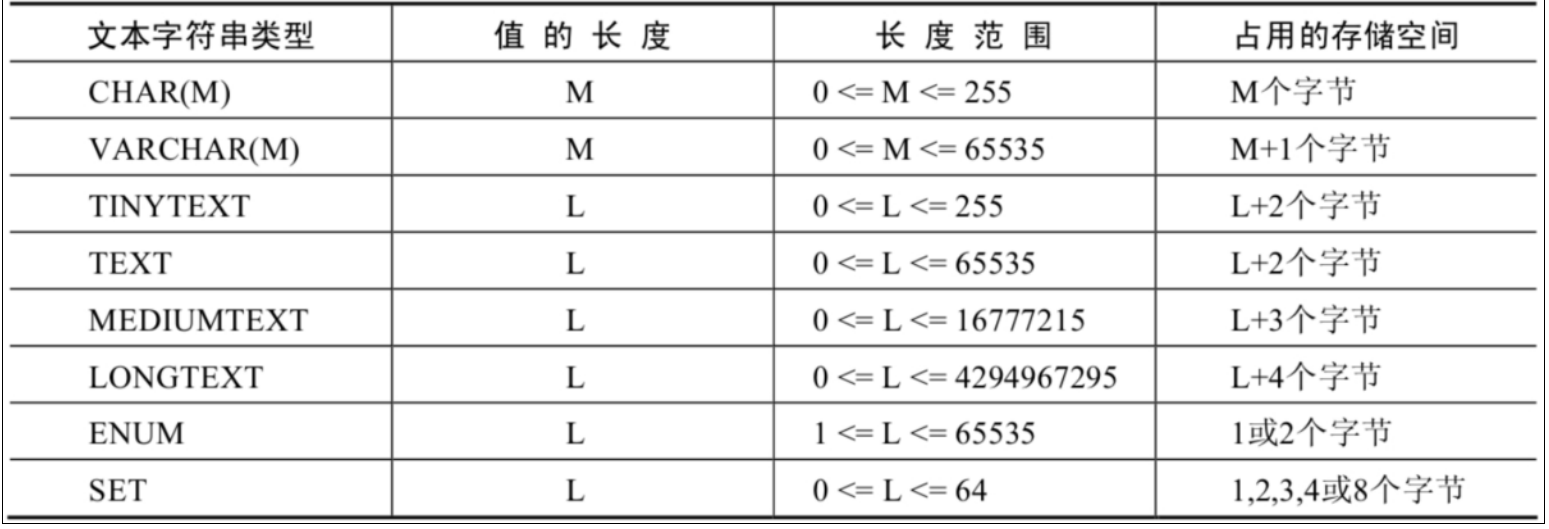 文本字符串类型 值 的 长 度 长 度 范 围 占用的存储空间
CHAR(M) M 0 <= M <= 255 M个字节
VARCHAR(M) M 0 <= M <= 65535 M+1个字节
TINYTEXT L 0 <= L <= 255 L+2个字节
TEXT L 0 <= L <= 65535 L+2个字节
MEDIUMTEXT L 0 <= L <= 16777215 L+3个字节
LONGTEXT L 0 <= L <= 4294967295 L+4个字节
ENUM L 1 <= L <= 65535 1或2个字节
SET L 0 <= L <= 64 1,2,3,4或8个字节